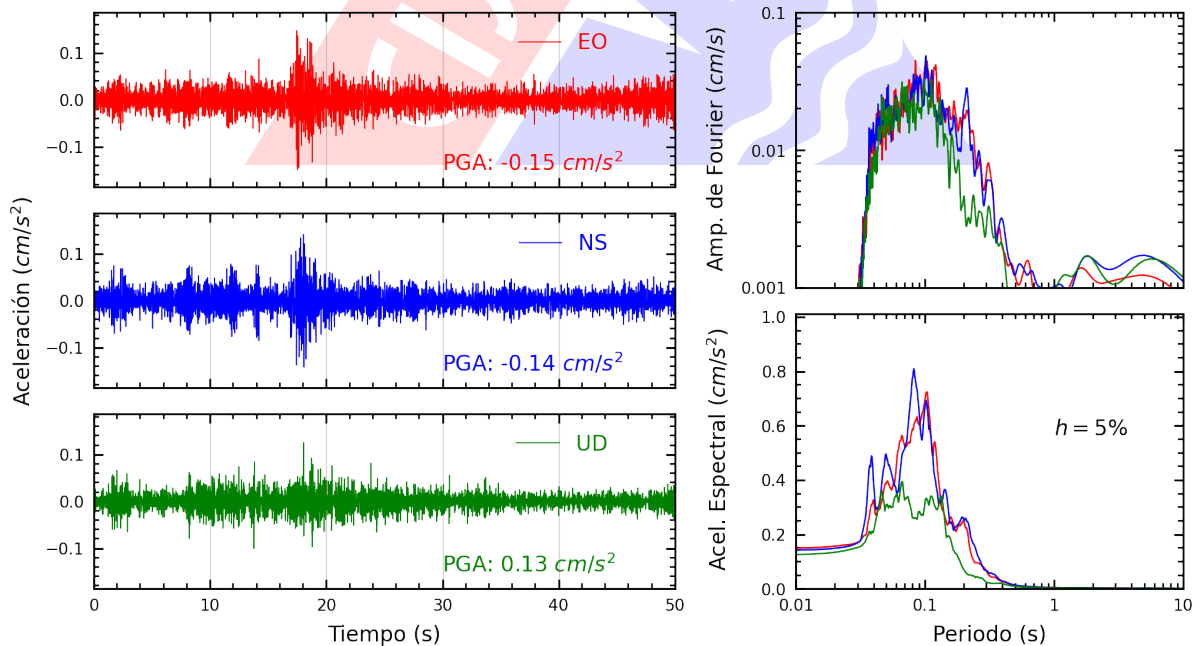 Aceleración (cm/s²)
0.1
0.0
−0.1
EO
PGA: -0.15 cm/s²
0.1
0.0
−0.1
NS
PGA: -0.14 cm/s²
0.1
0.0
−0.1
UD
PGA: 0.13 cm/s²
0 10 20 30 40 50
Tiempo (s)
Amp. de Fourier (cm/s)
0.1
0.01
0.001
Acel. Espectral (cm/s²)
1.0
0.8
0.6
0.4
0.2
0.0
h = 5%
0.01 0.1 1 10
Periodo (s)